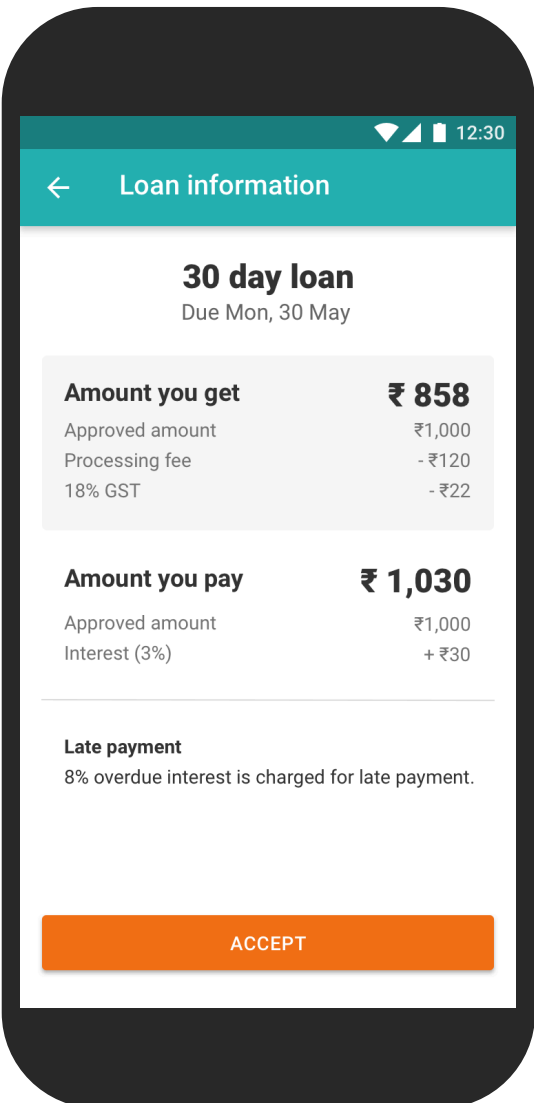 12:30
Loan information
30 day loan
Due Mon, 30 May
Amount you get ₹ 858
Approved amount ₹1,000
Processing fee - ₹120
18% GST - ₹22
Amount you pay ₹ 1,030
Approved amount ₹1,000
Interest (3%) + ₹30
Late payment
8% overdue interest is charged for late payment.
ACCEPT